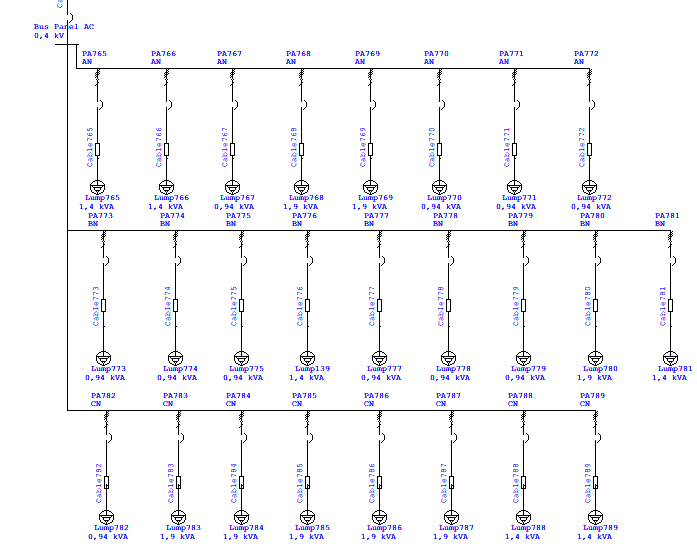 Ca
Bus Panel AC
0,4 kV
PA765 PA766 PA767 PA768 PA769 PA770 PA771 PA772
AN AN AN AN AN AN AN AN
Cable765 Cable766 Cable767 Cable768 Cable769 Cable770 Cable771 Cable772
Lump765 Lump766 Lump767 Lump768 Lump769 Lump770 Lump771 Lump772
1,4 kVA 1,4 kVA 0,94 kVA 1,9 kVA 1,9 kVA 0,94 kVA 0,94 kVA 0,94 kVA
PA773 PA774 PA775 PA776 PA777 PA778 PA779 PA780 PA781
BN BN BN BN BN BN BN BN BN
Cable773 Cable774 Cable775 Cable776 Cable777 Cable778 Cable779 Cable780 Cable781
Lump773 Lump774 Lump775 Lump139 Lump777 Lump778 Lump779 Lump780 Lump781
0,94 kVA 0,94 kVA 0,94 kVA 1,4 kVA 0,94 kVA 0,94 kVA 0,94 kVA 1,9 kVA 1,4 kVA
PA782 PA783 PA784 PA785 PA786 PA787 PA788 PA789
CN CN CN CN CN CN CN CN
Cable782 Cable783 Cable784 Cable785 Cable786 Cable787 Cable788 Cable789
Lump782 Lump783 Lump784 Lump785 Lump786 Lump787 Lump788 Lump789
0,94 kVA 1,9 kVA 1,9 kVA 1,9 kVA 1,9 kVA 1,9 kVA 1,4 kVA 1,4 kVA